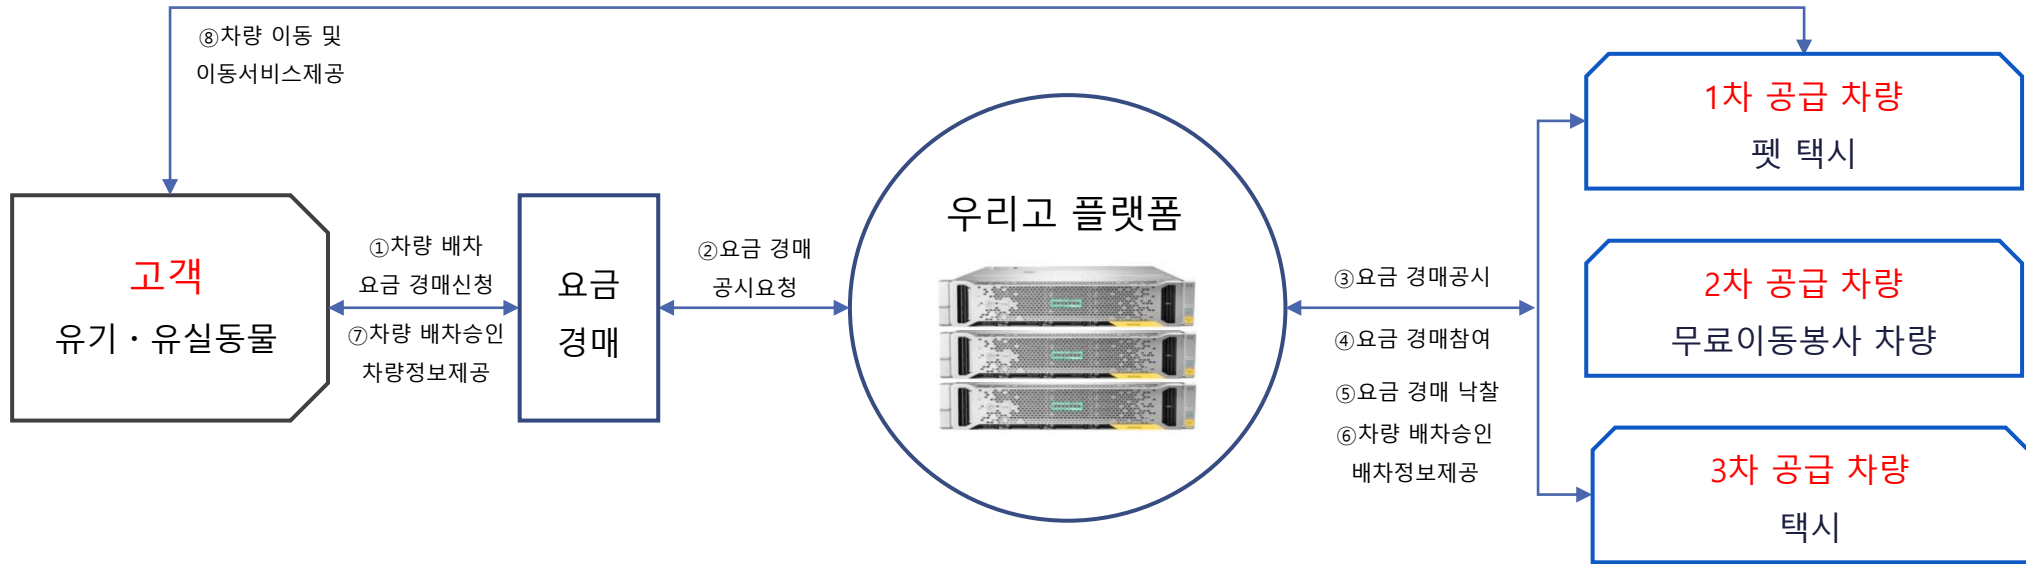 ⑧차량 이동 및
이동서비스제공
고객
유기 · 유실동물
①차량 배차
요금 경매신청
⑦차량 배차승인
차량정보제공
요금
경매
②요금 경매
공시요청
우리고 플랫폼
③요금 경매공시
④요금 경매참여
⑤요금 경매 낙찰
⑥차량 배차승인
배차정보제공
1차 공급 차량
펫 택시
2차 공급 차량
무료이동봉사 차량
3차 공급 차량
택시